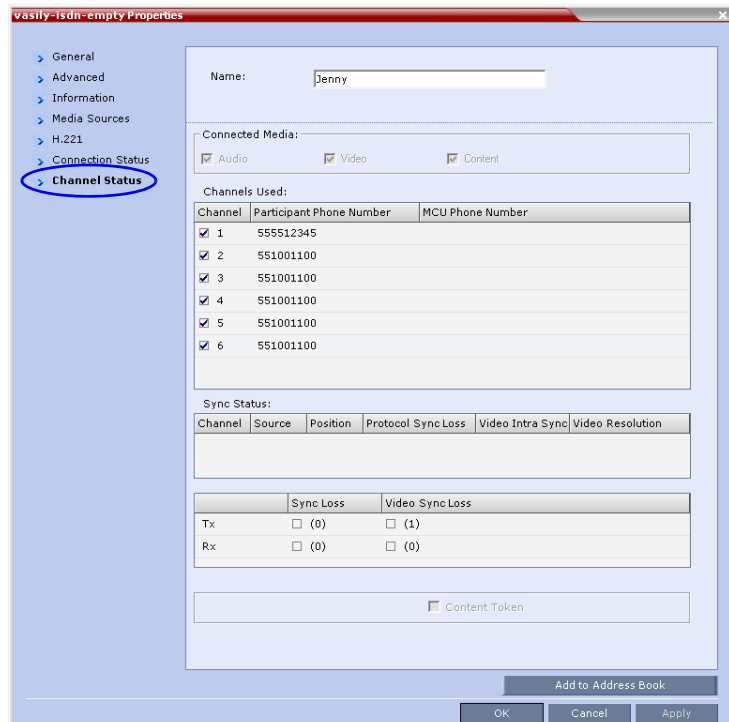 vasily-isdn-empty Properties
General
Advanced
Information
Media Sources
H.221
Connection Status
Channel Status
Name: Jenny
Connected Media:
Audio Video Content
Channels Used:
Channel Participant Phone Number MCU Phone Number
1 555512345
2 551001100
3 551001100
4 551001100
5 551001100
6 551001100
Sync Status:
Channel Source Position Protocol Sync Loss Video Intra Sync Video Resolution
Sync Loss Video Sync Loss
Tx (0) (1)
Rx (0) (0)
Content Token
Add to Address Book
OK Cancel Apply